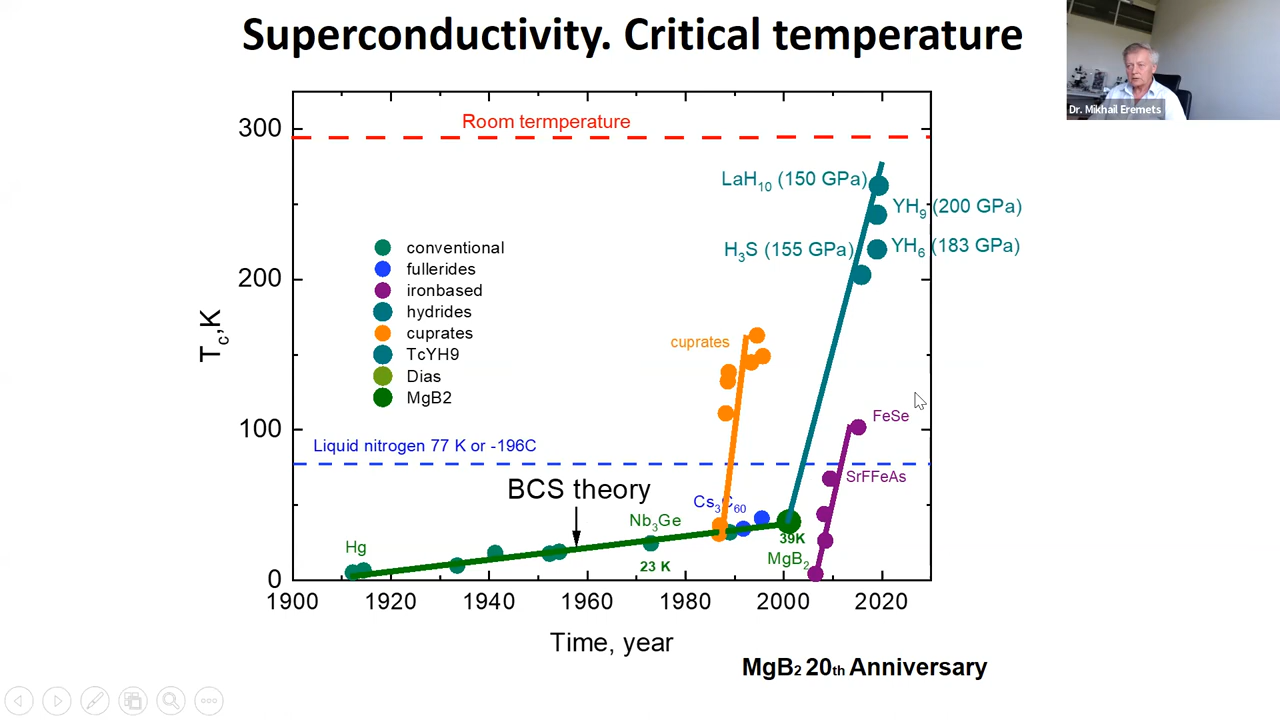 Superconductivity. Critical temperature
Dr. Mikhail Eremets
300
200
100
0
Tc,K
Room termperature
LaH10 (150 GPa)
YH9 (200 GPa)
H3S (155 GPa)
YH6 (183 GPa)
conventional
fullerides
ironbased
hydrides
cuprates
TcYH9
Dias
MgB2
cuprates
FeSe
Liquid nitrogen 77 K or -196C
SrFFeAs
BCS theory
Cs3C60
Nb3Ge
Hg
39K
MgB2
23 K
1900 1920 1940 1960 1980 2000 2020
Time, year
MgB2 20th Anniversary